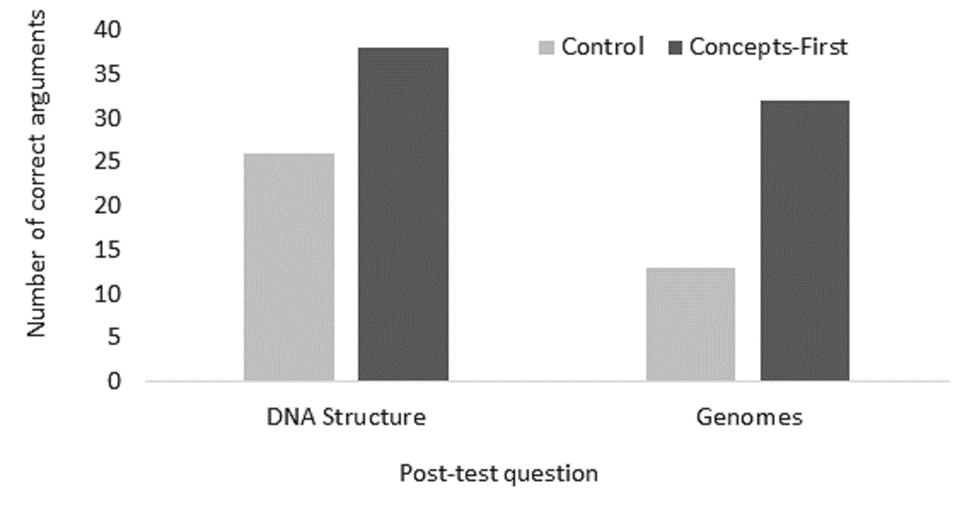 Number of correct arguments
40
35
30
25
20
15
10
5
0
Control Concepts-First
DNA Structure Genomes
Post-test question